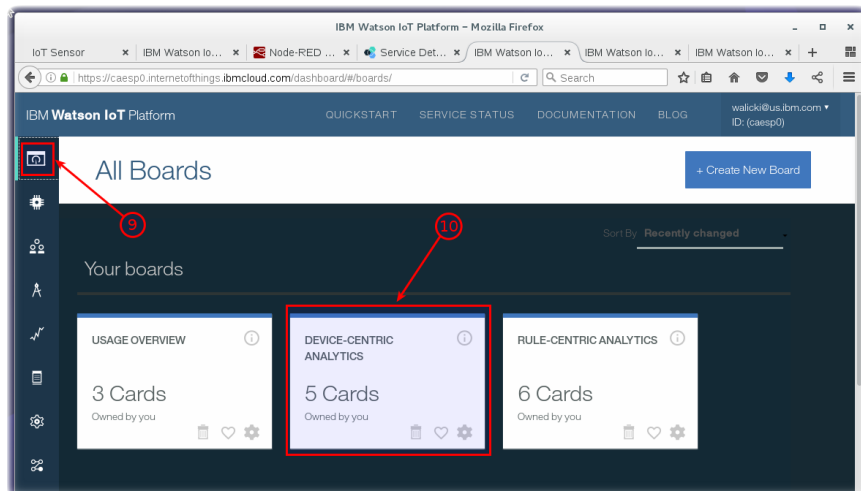 IBM Watson IoT Platform – Mozilla Firefox
IoT Sensor
IBM Watson Io...
Node-RED ...
Service Det...
IBM Watson Io...
IBM Watson Io...
IBM Watson Io...
https://caesp0.internetofthings.ibmcloud.com/dashboard/#/boards/
Search
IBM Watson IoT Platform
QUICKSTART
SERVICE STATUS
DOCUMENTATION
BLOG
walicki@us.ibm.com
ID: (caesp0)
All Boards
+ Create New Board
9
10
Sort By Recently changed
Your boards
USAGE OVERVIEW
3 Cards
Owned by you
DEVICE-CENTRIC
ANALYTICS
5 Cards
Owned by you
RULE-CENTRIC ANALYTICS
6 Cards
Owned by you